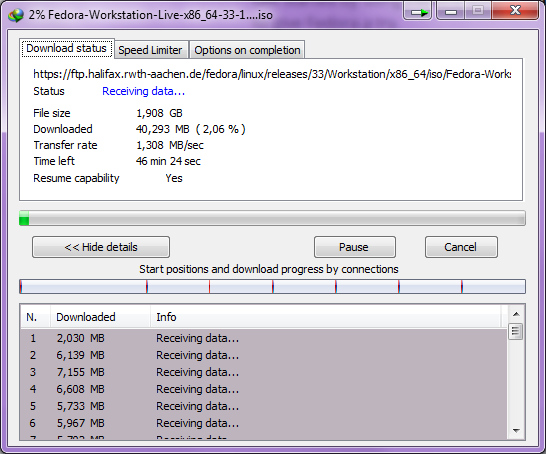 2% Fedora-Workstation-Live-x86_64-33-1....iso
Download status Speed Limiter Options on completion
https://ftp.halifax.rwth-aachen.de/fedora/linux/releases/33/Workstation/x86_64/iso/Fedora-Works
Status Receiving data...
File size 1,908 GB
Downloaded 40,293 MB ( 2,06 % )
Transfer rate 1,308 MB/sec
Time left 46 min 24 sec
Resume capability Yes
<< Hide details Pause Cancel
Start positions and download progress by connections
N. Downloaded Info
1 2,030 MB Receiving data...
2 6,139 MB Receiving data...
3 7,155 MB Receiving data...
4 6,608 MB Receiving data...
5 5,733 MB Receiving data...
6 5,967 MB Receiving data...